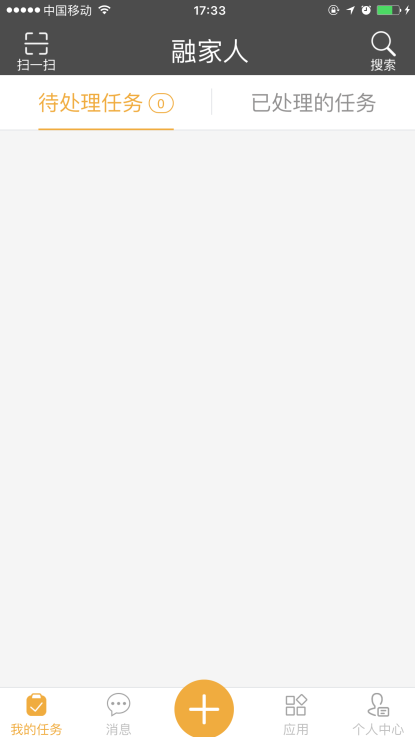 中国移动 17:33
扫一扫 融家人 搜索
待处理任务 0 已处理的任务
我的任务 消息 应用 个人中心